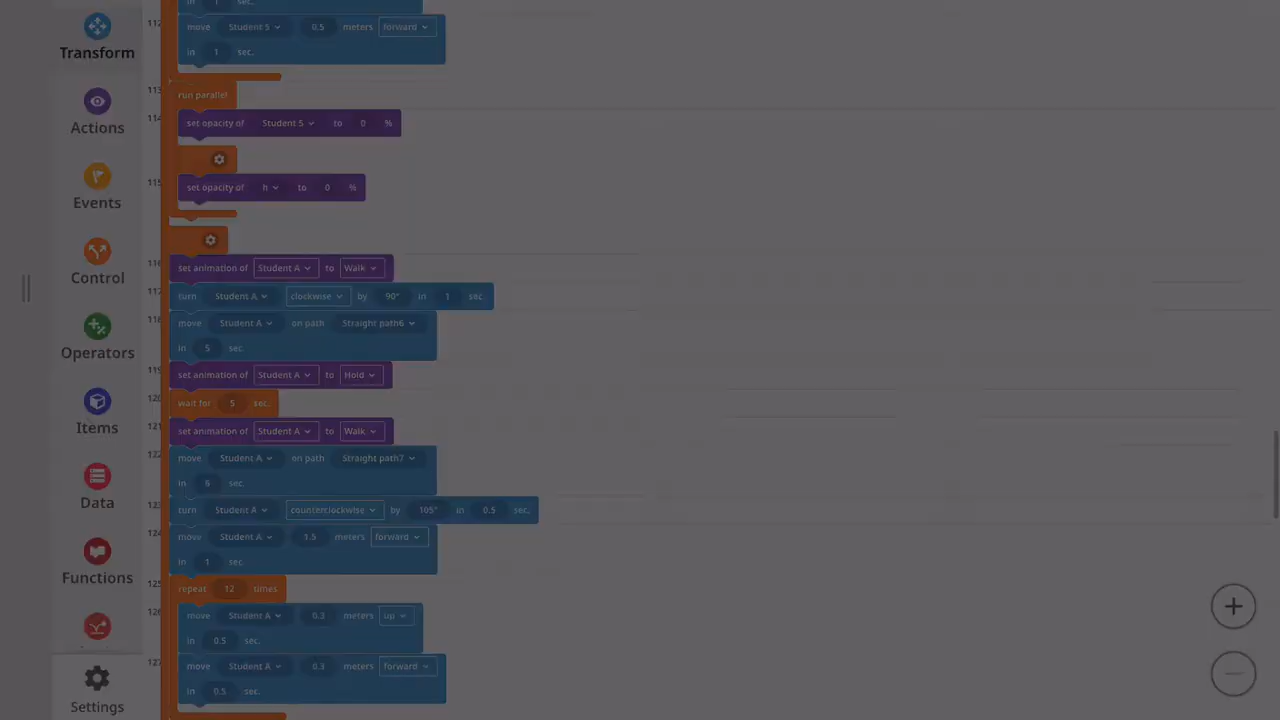 Transform
Actions
Events
Control
Operators
Items
Data
Functions
Settings
in 1 sec.
112 move Student 5 0.5 meters forward
in 1 sec.
113 run parallel
114 set opacity of Student 5 to 0 %
115 set opacity of h to 0 %
116 set animation of Student A to Walk
117 turn Student A clockwise by 90° in 1 sec.
118 move Student A on path Straight path6
in 5 sec.
119 set animation of Student A to Hold
120 wait for 5 sec.
121 set animation of Student A to Walk
122 move Student A on path Straight path7
in 6 sec.
123 turn Student A counterclockwise by 105° in 0.5 sec.
124 move Student A 1.5 meters forward
in 1 sec.
125 repeat 12 times
126 move Student A 0.3 meters up
in 0.5 sec.
127 move Student A 0.3 meters forward
in 0.5 sec.